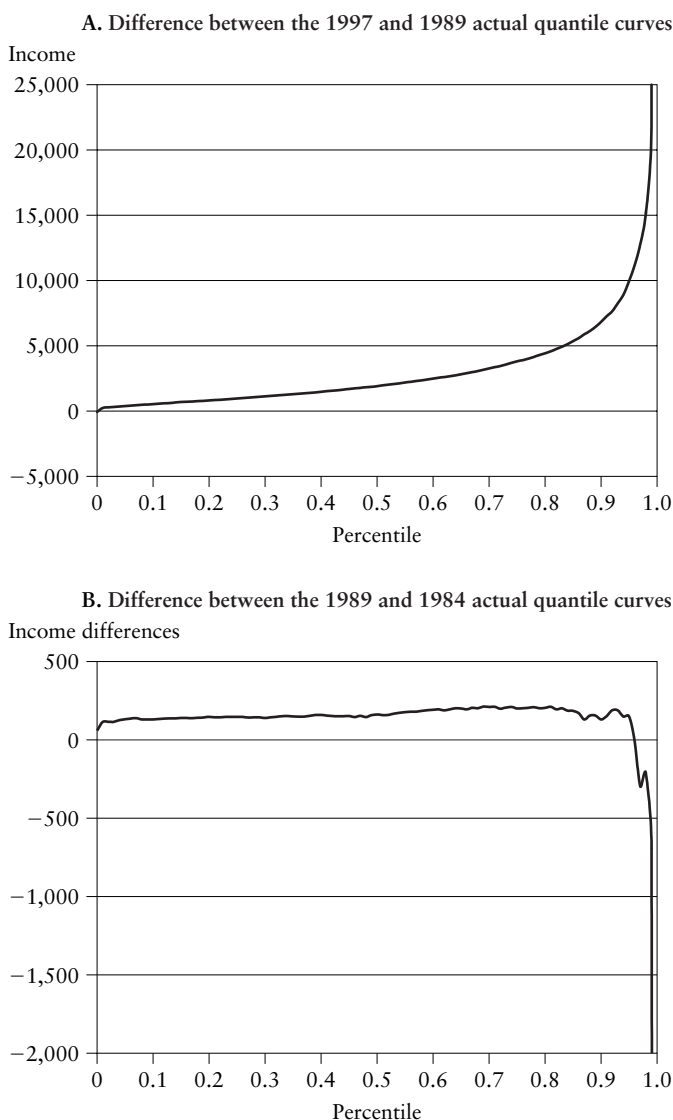 A. Difference between the 1997 and 1989 actual quantile curves
Income
25,000
20,000
15,000
10,000
5,000
0
−5,000
0 0.1 0.2 0.3 0.4 0.5 0.6 0.7 0.8 0.9 1.0
Percentile
B. Difference between the 1989 and 1984 actual quantile curves
Income differences
500
0
−500
−1,000
−1,500
−2,000
0 0.1 0.2 0.3 0.4 0.5 0.6 0.7 0.8 0.9 1.0
Percentile